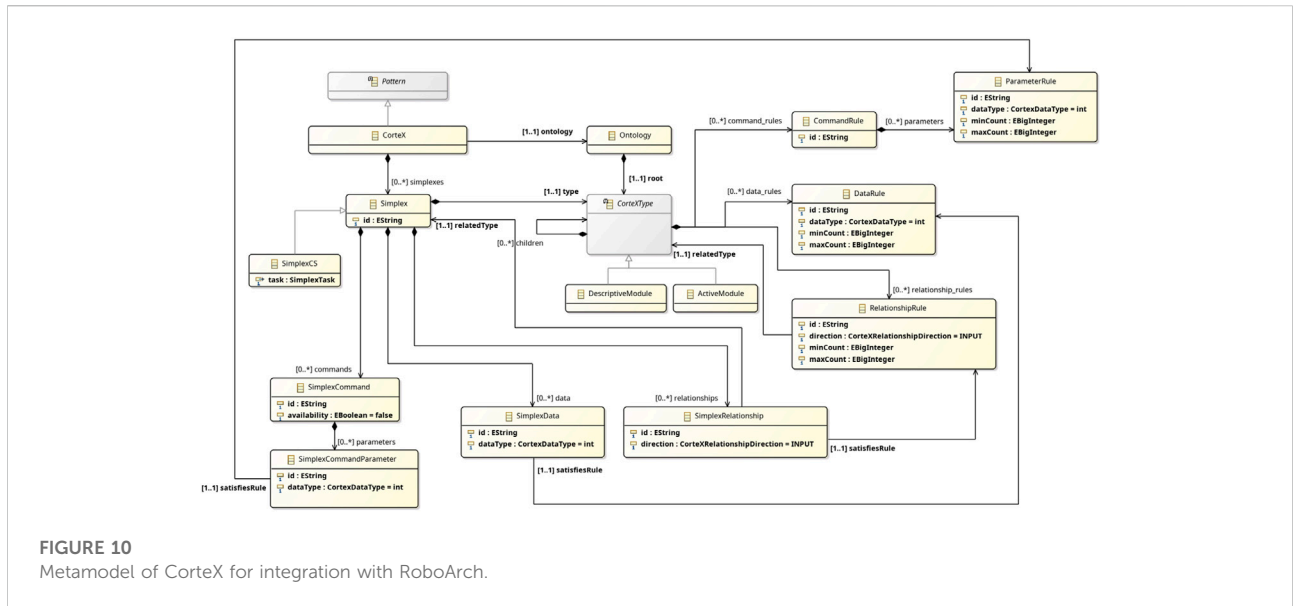 Pattern
ParameterRule
id : EString
dataType : CortexDataType = int
minCount : EBigInteger
maxCount : EBigInteger
[0..*] command_rules
CommandRule
id : EString
[0..*] parameters
CorteX
[1..1] ontology
Ontology
[0..*] simplexes
[1..1] root
Simplex
id : EString
[1..1] type
[1..1] relatedType
CorteXType
[0..*] children
[1..1] relatedType
[0..*] data_rules
DataRule
id : EString
dataType : CortexDataType = int
minCount : EBigInteger
maxCount : EBigInteger
SimplexCS
task : SimplexTask
DescriptiveModule
ActiveModule
[0..*] relationship_rules
RelationshipRule
id : EString
direction : CorteXRelationshipDirection = INPUT
minCount : EBigInteger
maxCount : EBigInteger
[0..*] commands
SimplexCommand
id : EString
availability : EBoolean = false
[0..*] parameters
SimplexCommandParameter
id : EString
dataType : CortexDataType = int
[1..1] satisfiesRule
[0..*] data
SimplexData
id : EString
dataType : CortexDataType = int
[1..1] satisfiesRule
[0..*] relationships
SimplexRelationship
id : EString
direction : CorteXRelationshipDirection = INPUT
[1..1] satisfiesRule
FIGURE 10
Metamodel of CorteX for integration with RoboArch.